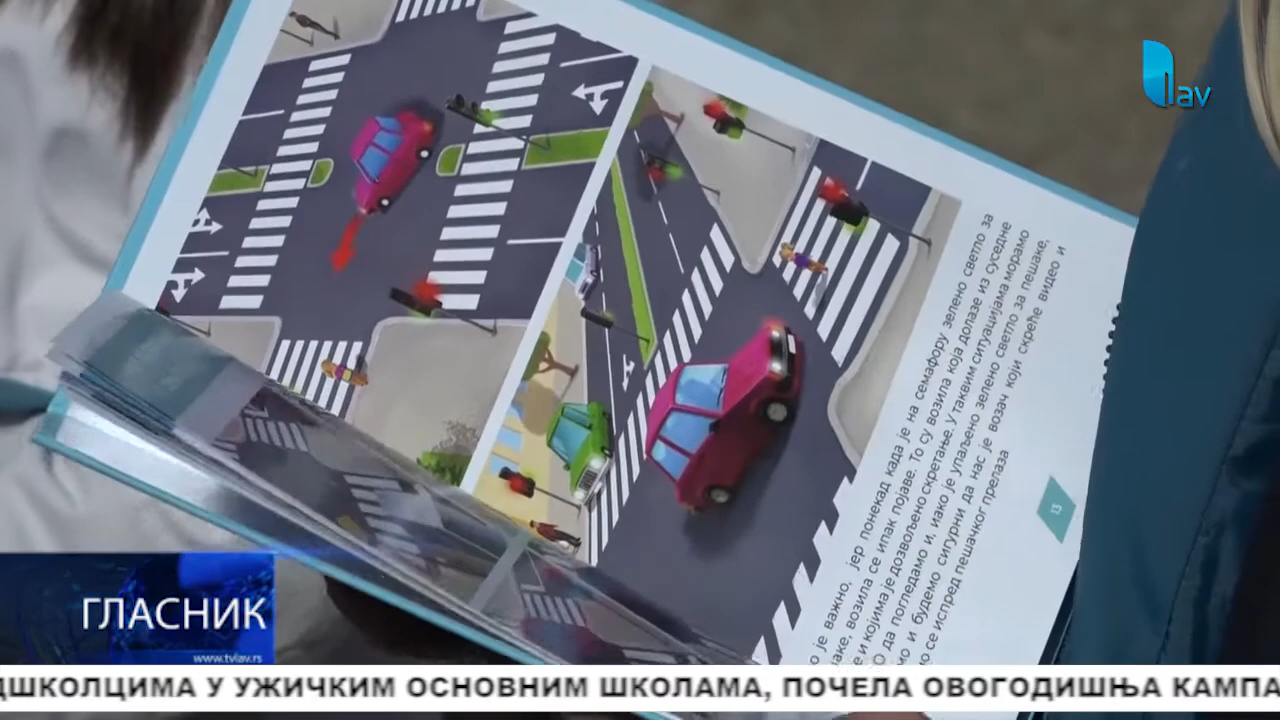 lav
о је важно, јер понекад када је на семафору зелено светло за
аке, возила се ипак појаве. То су возила која долазе из суседне
е и којима је дозвољено скретање. У таквим ситуацијама морамо
О да погледамо и, иако је упаљено зелено светло за пешаке,
мо и будемо сигурни да нас је возач који скреће видео и
о се испред пешачког прелаза
13
ГЛАСНИК
www.tvlav.rs
ДШКОЛЦИМА У УЖИЧКИМ ОСНОВНИМ ШКОЛАМА, ПОЧЕЛА ОВОГОДИШЊА КАМПА